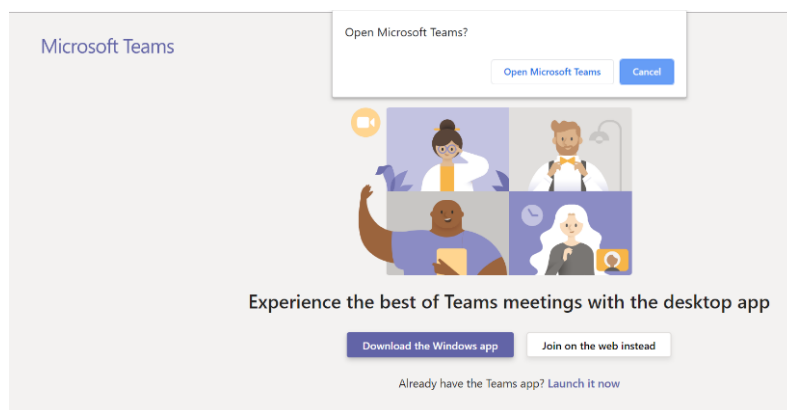 Microsoft Teams
Open Microsoft Teams?
Open Microsoft Teams
Cancel
Experience the best of Teams meetings with the desktop app
Download the Windows app
Join on the web instead
Already have the Teams app? Launch it now